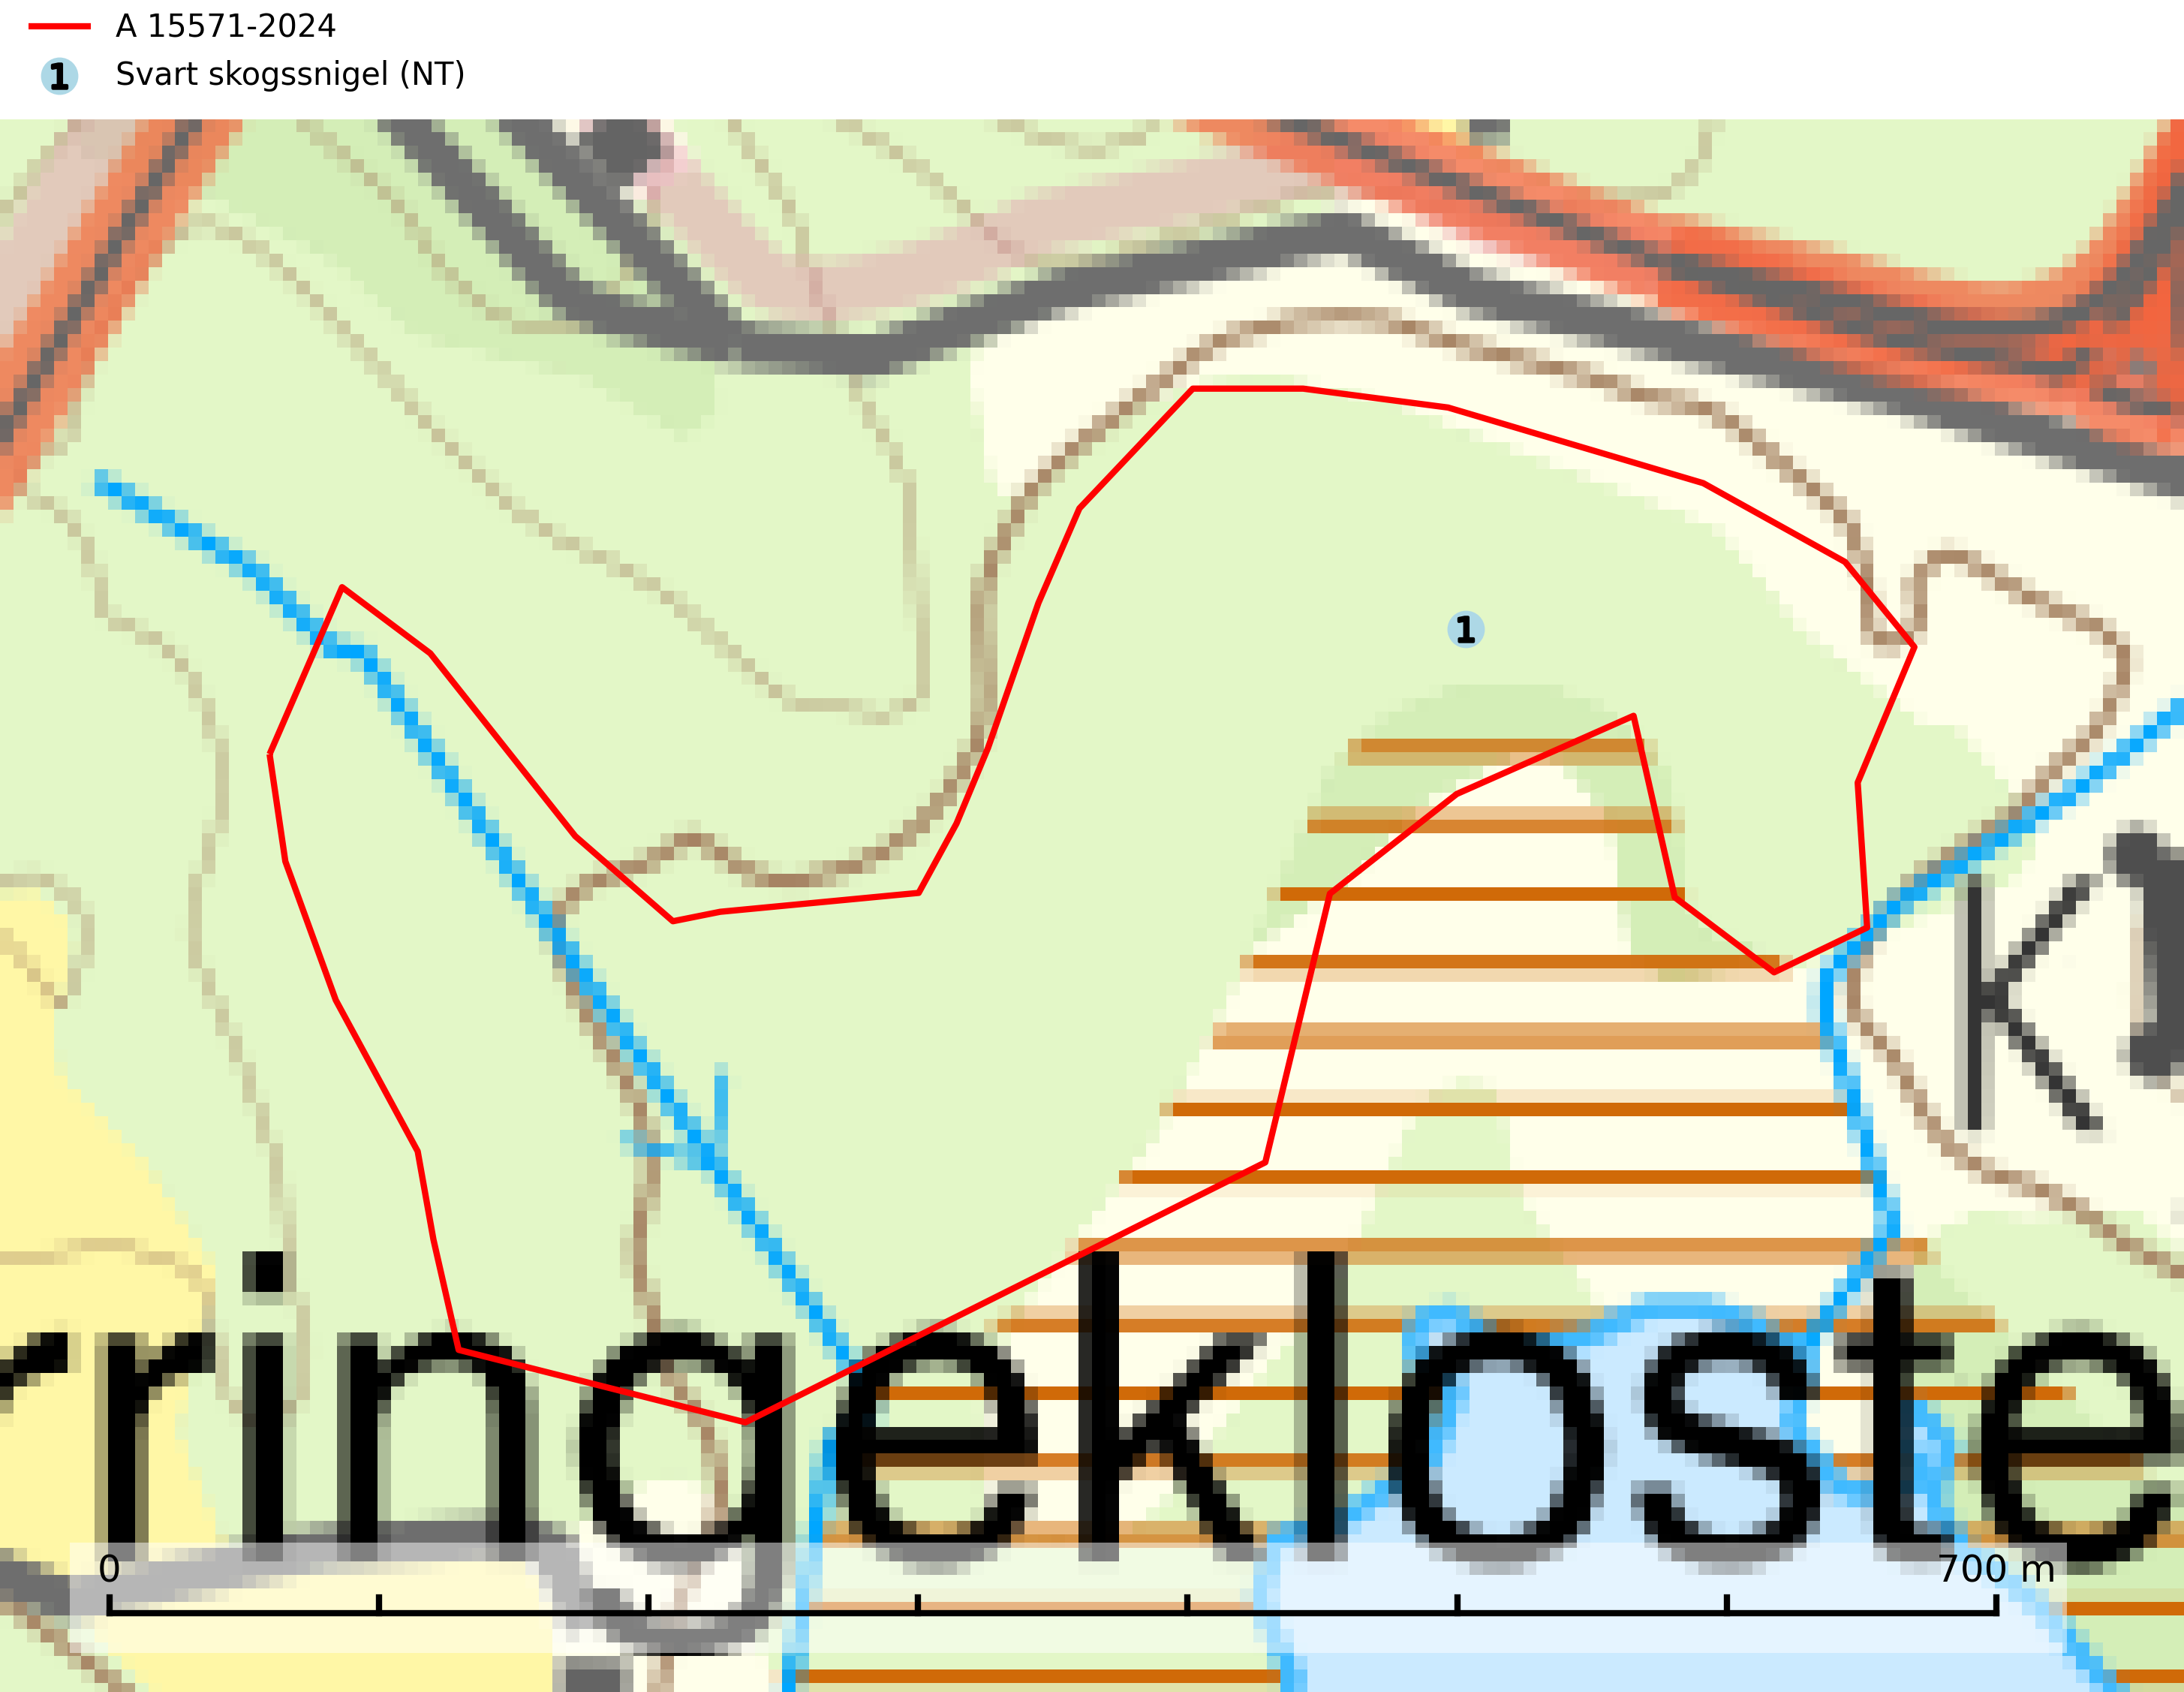 A 15571-2024
1 Svart skogssnigel (NT)
1
ringekloste
0 700 m